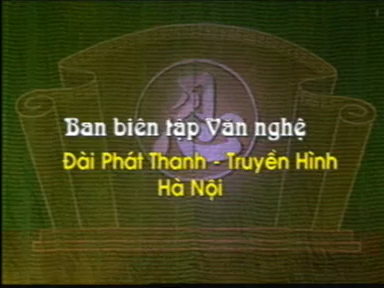 Ban biên tập Văn nghệ
Đài Phát Thanh - Truyền Hình
Hà Nội